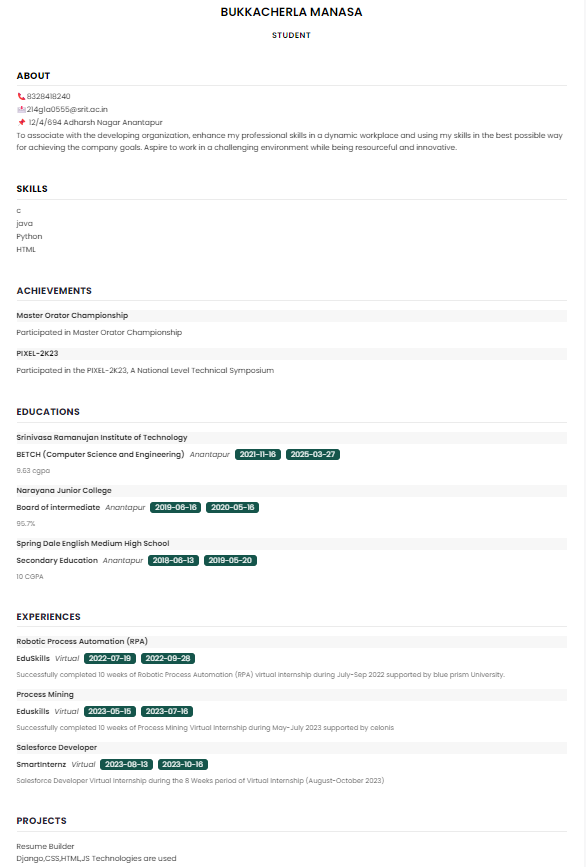 BUKKACHERLA MANASA
STUDENT
ABOUT
8328418240
214g1a0555@srit.ac.in
12/4/694 Adharsh Nagar Anantapur
To associate with the developing organization, enhance my professional skills in a dynamic workplace and using my skills in the best possible way
for achieving the company goals. Aspire to work in a challenging environment while being resourceful and innovative.
SKILLS
c
java
Python
HTML
ACHIEVEMENTS
Master Orator Championship
Participated in Master Orator Championship
PIXEL-2K23
Participated in the PIXEL-2K23, A National Level Technical Symposium
EDUCATIONS
Srinivasa Ramanujan Institute of Technology
BETCH (Computer Science and Engineering) Anantapur 2021-11-16 2025-03-27
9.63 cgpa
Narayana Junior College
Board of intermediate Anantapur 2019-06-16 2020-05-16
95.7%
Spring Dale English Medium High School
Secondary Education Anantapur 2018-06-13 2019-05-20
10 CGPA
EXPERIENCES
Robotic Process Automation (RPA)
EduSkills Virtual 2022-07-19 2022-09-28
Successfully completed 10 weeks of Robotic Process Automation (RPA) virtual internship during July-Sep 2022 supported by blue prism University.
Process Mining
Eduskills Virtual 2023-05-15 2023-07-16
Successfully completed 10 weeks of Process Mining Virtual Internship during May-July 2023 supported by celonis
Salesforce Developer
SmartInternz Virtual 2023-08-13 2023-10-16
Salesforce Developer Virtual Internship during the 8 Weeks period of Virtual Internship (August-October 2023)
PROJECTS
Resume Builder
Django,CSS,HTML,JS Technologies are used